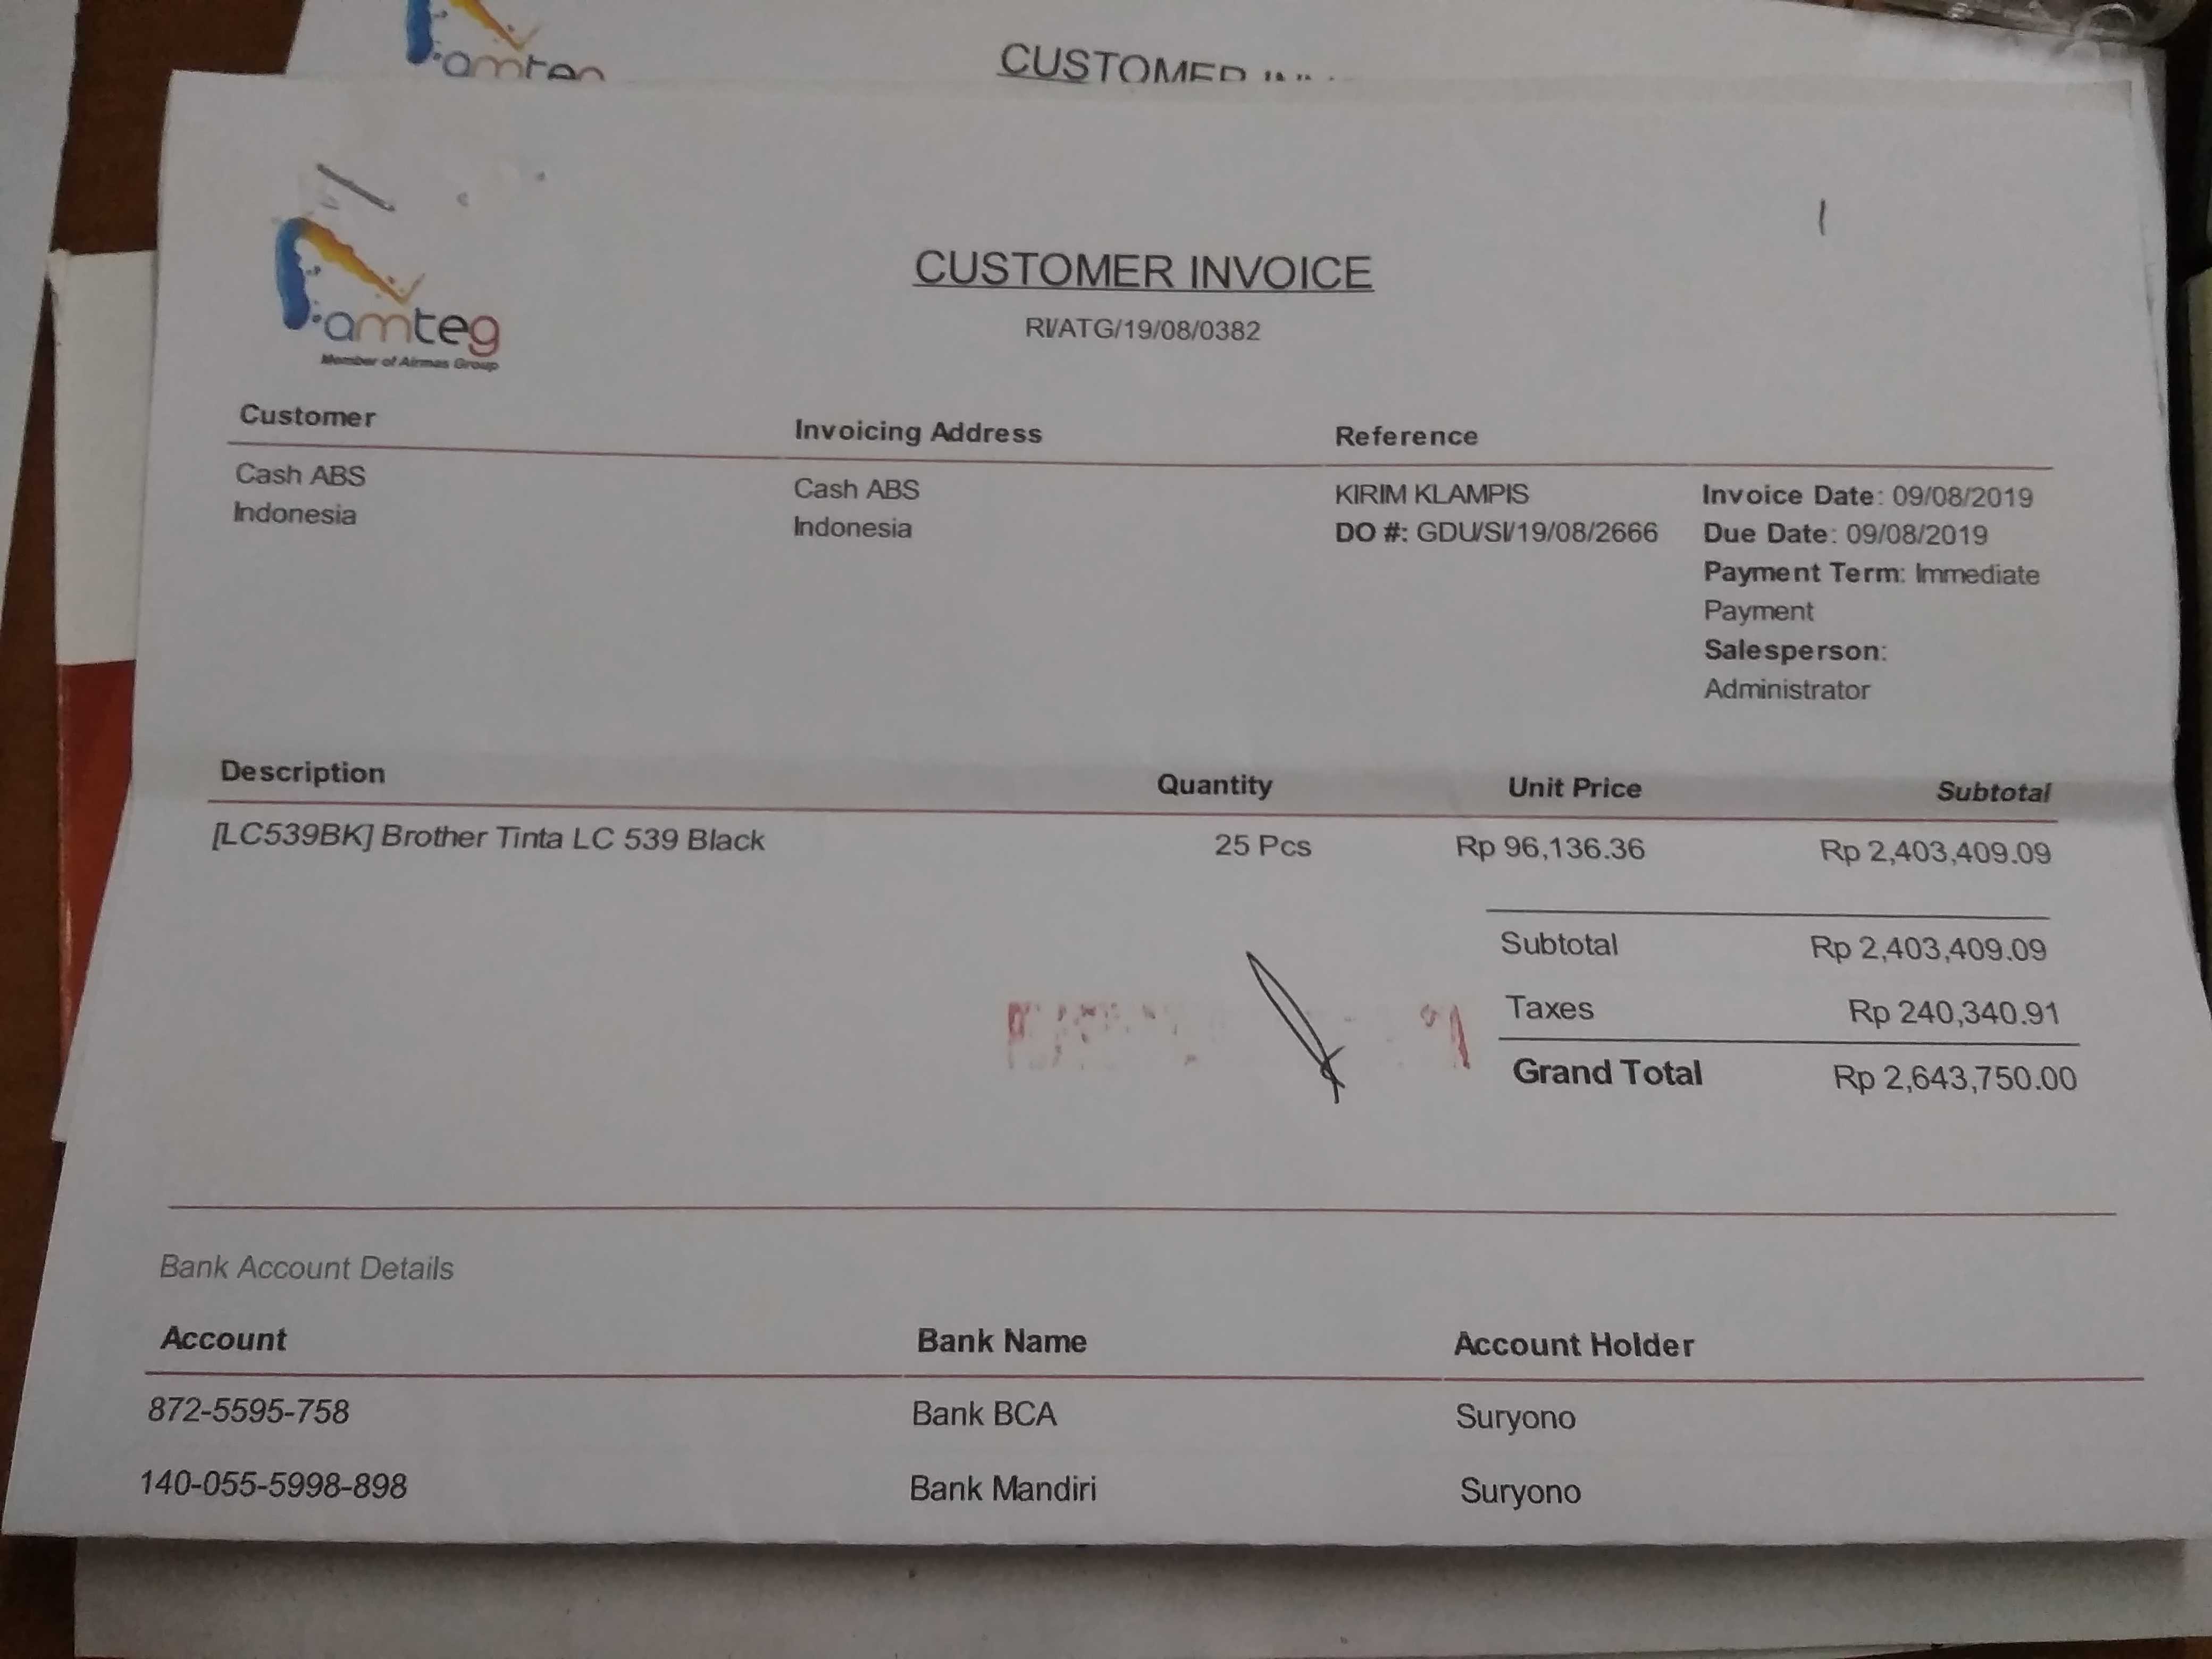 CUSTOMER
amteg
Member of Airmas Group
CUSTOMER INVOICE
RI/ATG/19/08/0382
Customer Invoicing Address Reference
Cash ABS Cash ABS KIRIM KLAMPIS Invoice Date: 09/08/2019
Indonesia Indonesia DO #: GDU/SI/19/08/2666 Due Date: 09/08/2019
Payment Term: Immediate
Payment
Salesperson:
Administrator
Description Quantity Unit Price Subtotal
[LC539BK] Brother Tinta LC 539 Black 25 Pcs Rp 96,136.36 Rp 2,403,409.09
Subtotal Rp 2,403,409.09
Taxes Rp 240,340.91
Grand Total Rp 2,643,750.00
Bank Account Details
Account Bank Name Account Holder
872-5595-758 Bank BCA Suryono
140-055-5998-898 Bank Mandiri Suryono